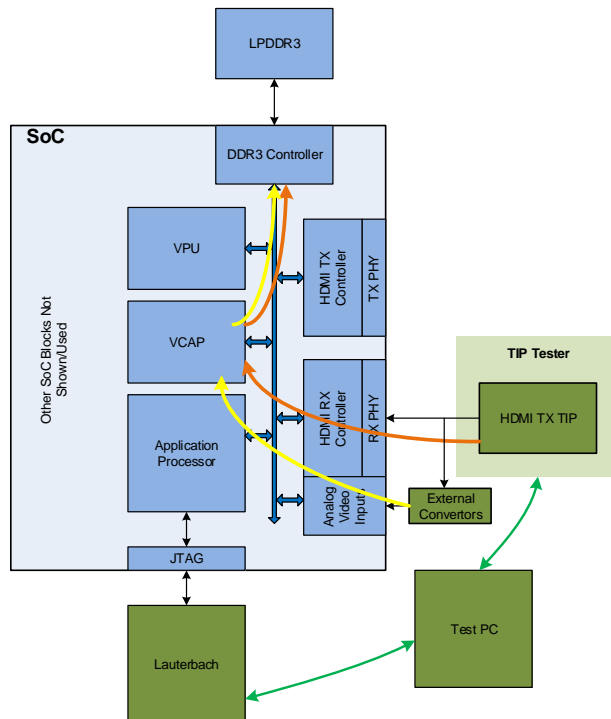 LPDDR3
SoC
DDR3 Controller
VPU
HDMI TX
Controller
TX PHY
VCAP
Other SoC Blocks Not
Shown/Used
TIP Tester
HDMI TX TIP
HDMI RX
Controller
RX PHY
Application
Processor
Analog
Video
Inputs
External
Convertors
JTAG
Lauterbach
Test PC